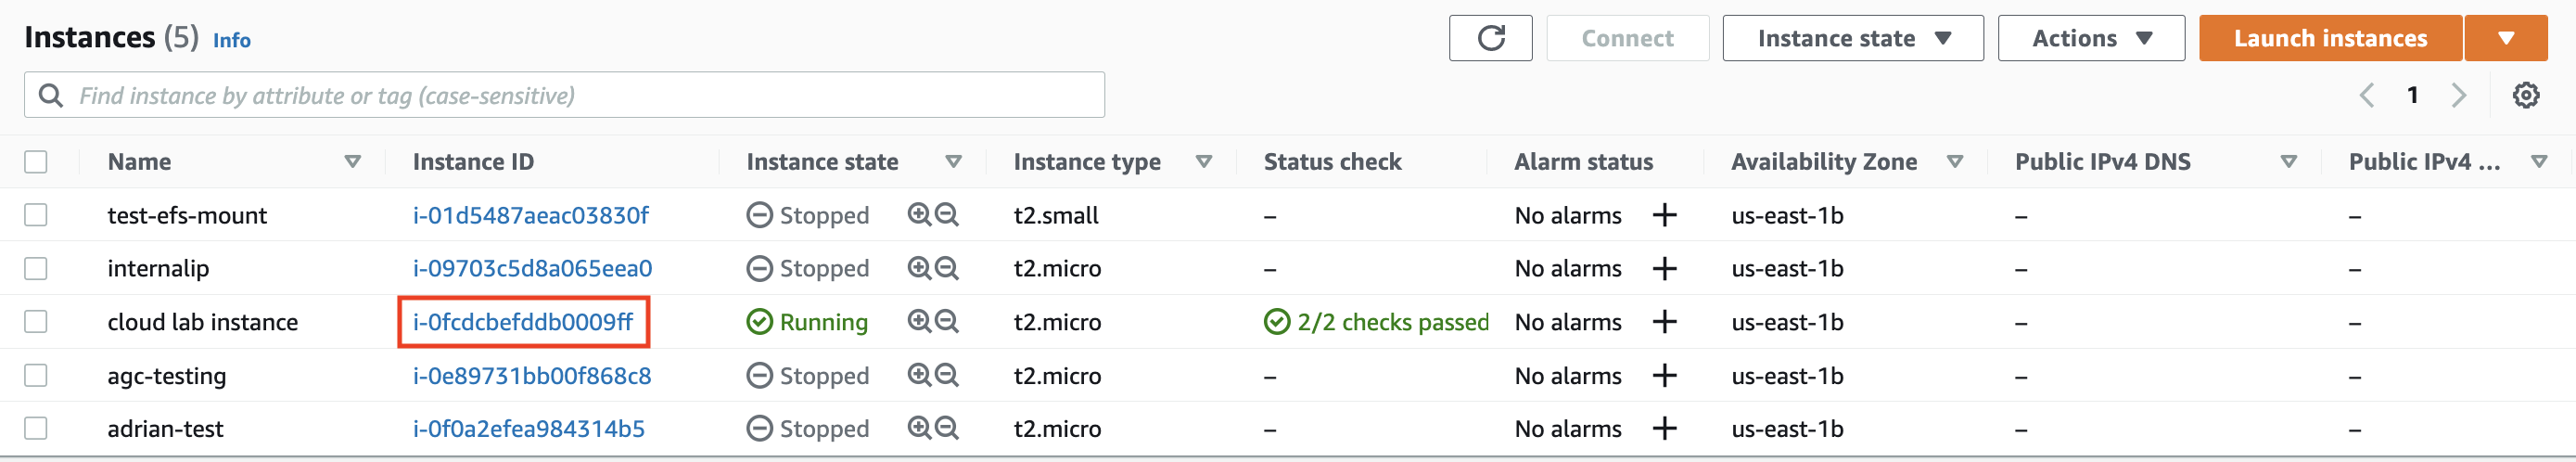 Instances (5) Info
Connect Instance state Actions Launch instances
Find instance by attribute or tag (case-sensitive)
1
Name Instance ID Instance state Instance type Status check Alarm status Availability Zone Public IPv4 DNS Public IPv4 ...
test-efs-mount i-01d5487aeac03830f Stopped t2.small – No alarms + us-east-1b – –
internalip i-09703c5d8a065eea0 Stopped t2.micro – No alarms + us-east-1b – –
cloud lab instance i-0fcdcbefddb0009ff Running t2.micro 2/2 checks passed No alarms + us-east-1b – –
agc-testing i-0e89731bb00f868c8 Stopped t2.micro – No alarms + us-east-1b – –
adrian-test i-0f0a2efea984314b5 Stopped t2.micro – No alarms + us-east-1b – –